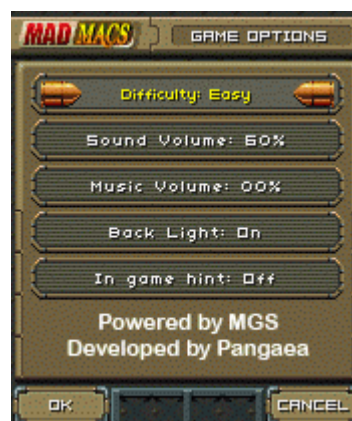 MAD MACS
GAME OPTIONS
Difficulty: Easy
Sound Volume: 60%
Music Volume: 00%
Back Light: On
In game hint: Off
Powered by MGS
Developed by Pangaea
OK
CANCEL